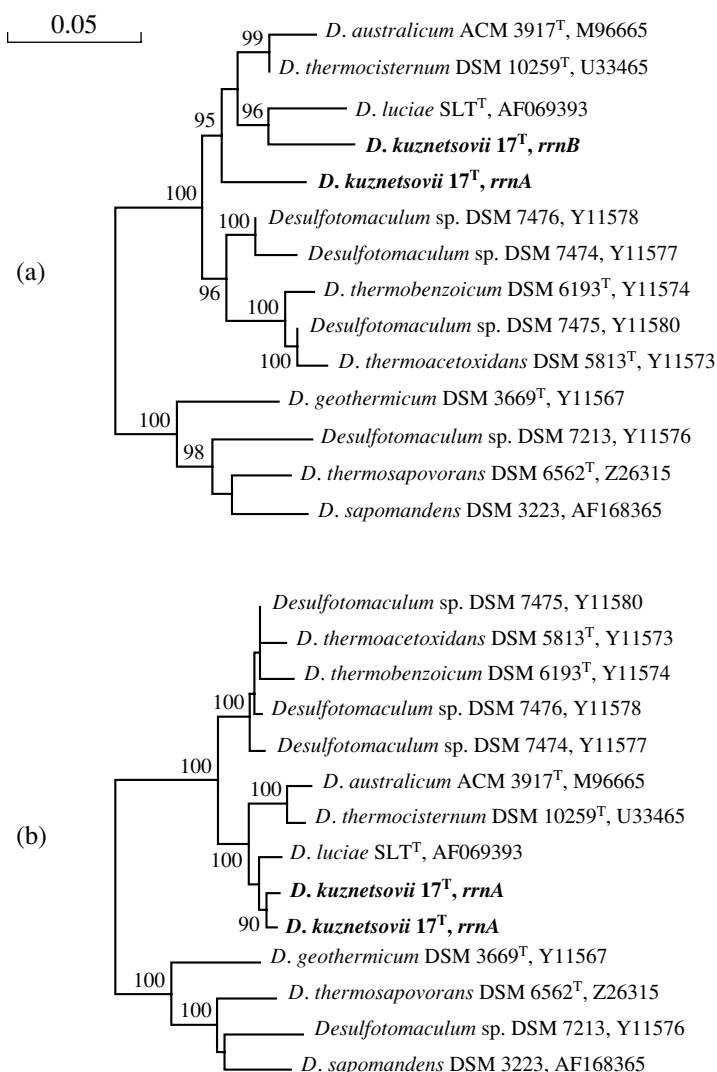 0.05
99
D. australicum ACM 3917ᵀ, M96665
D. thermocisternum DSM 10259ᵀ, U33465
96
D. luciae SLTᵀ, AF069393
95
D. kuznetsovii 17ᵀ, rrnB
D. kuznetsovii 17ᵀ, rrnA
100
100
Desulfotomaculum sp. DSM 7476, Y11578
Desulfotomaculum sp. DSM 7474, Y11577
(a)
96
D. thermobenzoicum DSM 6193ᵀ, Y11574
100
Desulfotomaculum sp. DSM 7475, Y11580
100
D. thermoacetoxidans DSM 5813ᵀ, Y11573
D. geothermicum DSM 3669ᵀ, Y11567
100
Desulfotomaculum sp. DSM 7213, Y11576
98
D. thermosapovorans DSM 6562ᵀ, Z26315
D. sapomandens DSM 3223, AF168365
Desulfotomaculum sp. DSM 7475, Y11580
D. thermoacetoxidans DSM 5813ᵀ, Y11573
D. thermobenzoicum DSM 6193ᵀ, Y11574
100
Desulfotomaculum sp. DSM 7476, Y11578
Desulfotomaculum sp. DSM 7474, Y11577
100
100
D. australicum ACM 3917ᵀ, M96665
D. thermocisternum DSM 10259ᵀ, U33465
(b)
100
D. luciae SLTᵀ, AF069393
D. kuznetsovii 17ᵀ, rrnA
90
D. kuznetsovii 17ᵀ, rrnA
D. geothermicum DSM 3669ᵀ, Y11567
100
D. thermosapovorans DSM 6562ᵀ, Z26315
100
Desulfotomaculum sp. DSM 7213, Y11576
D. sapomandens DSM 3223, AF168365